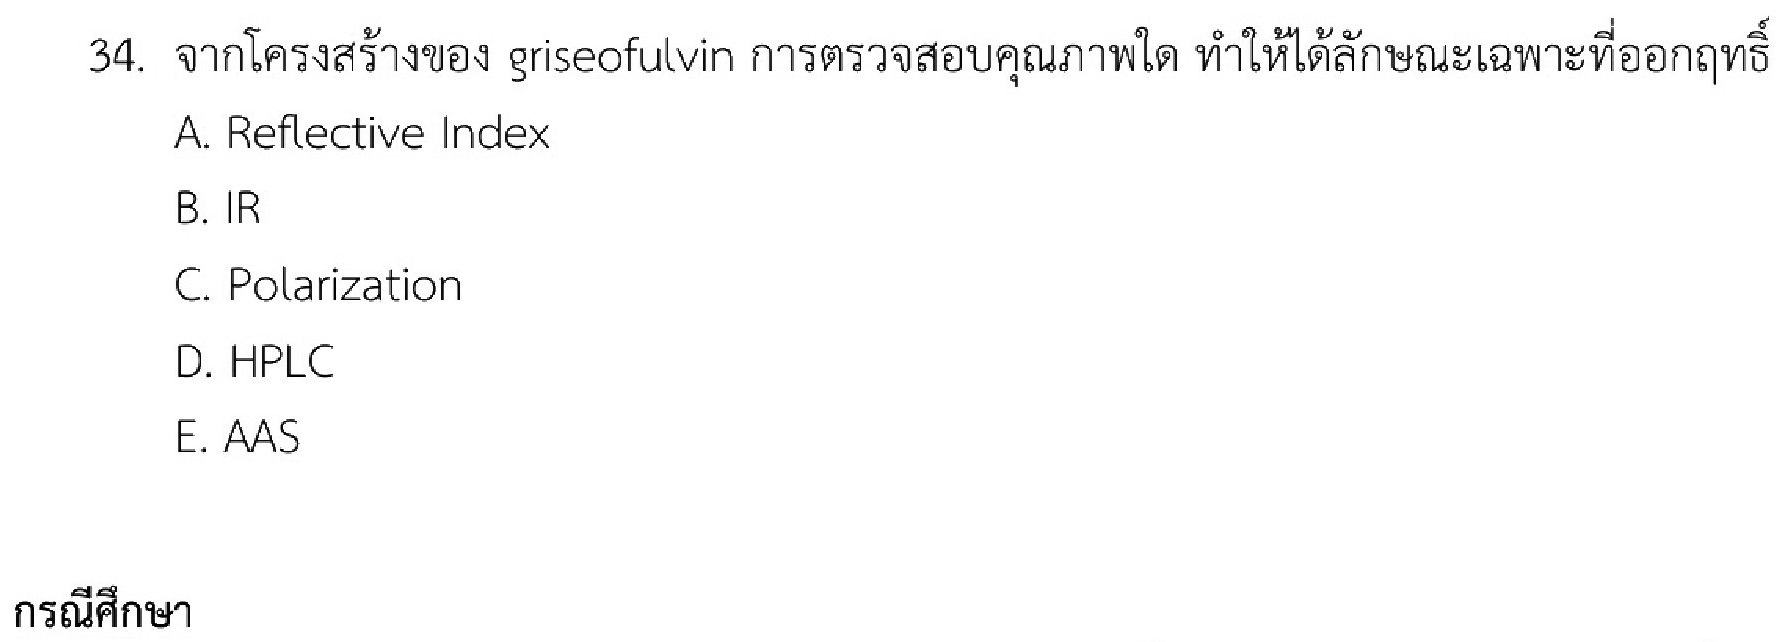 34. จากโครงสร้างของ griseofulvin การตรวจสอบคุณภาพใด ทำให้ได้ลักษณะเฉพาะที่ออกฤทธิ์
A. Reflective Index
B. IR
C. Polarization
D. HPLC
E. AAS
กรณีศึกษา